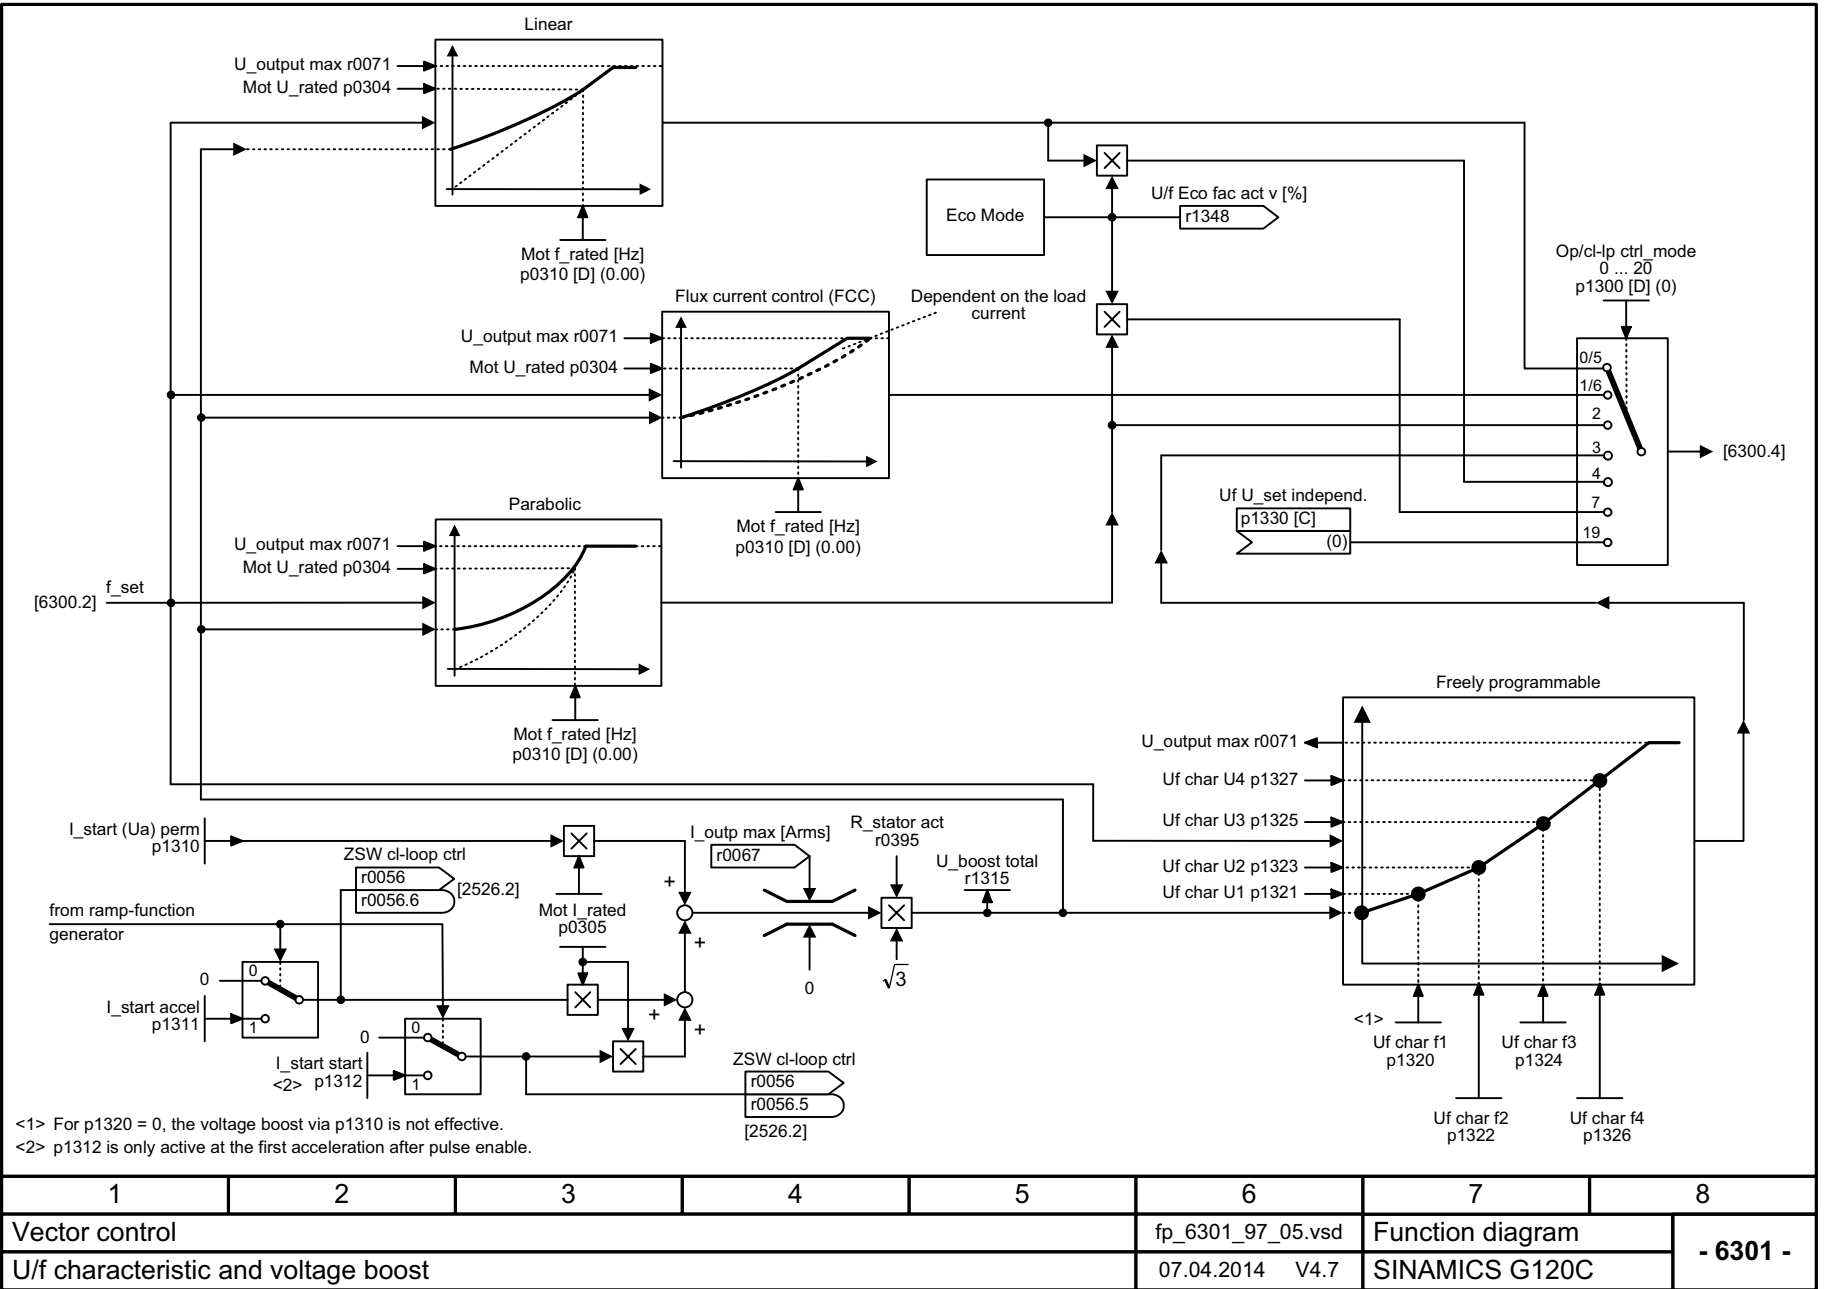 Linear
U_output max r0071
Mot U_rated p0304
Mot f_rated [Hz]
p0310 [D] (0.00)
Eco Mode
U/f Eco fac act v [%]
r1348
Op/cl-lp ctrl_mode
0 ... 20
p1300 [D] (0)
Flux current control (FCC)
Dependent on the load
current
U_output max r0071
Mot U_rated p0304
Mot f_rated [Hz]
p0310 [D] (0.00)
0/5
1/6
2
3
4
7
19
[6300.4]
Uf U_set independ.
p1330 [C]
(0)
Parabolic
U_output max r0071
Mot U_rated p0304
[6300.2]
f_set
Mot f_rated [Hz]
p0310 [D] (0.00)
Freely programmable
U_output max r0071
Uf char U4 p1327
Uf char U3 p1325
Uf char U2 p1323
Uf char U1 p1321
<1>
Uf char f1
p1320
Uf char f3
p1324
Uf char f2
p1322
Uf char f4
p1326
I_start (Ua) perm
p1310
ZSW cl-loop ctrl
r0056
r0056.6
[2526.2]
from ramp-function
generator
0
0
1
I_start accel
p1311
0
0
1
I_start start
<2> p1312
Mot I_rated
p0305
+
+
+
+
I_outp max [Arms]
r0067
0
R_stator act
r0395
√3
U_boost total
r1315
ZSW cl-loop ctrl
r0056
r0056.5
[2526.2]
<1> For p1320 = 0, the voltage boost via p1310 is not effective.
<2> p1312 is only active at the first acceleration after pulse enable.
1 2 3 4 5 6 7 8
Vector control
fp_6301_97_05.vsd
Function diagram
- 6301 -
U/f characteristic and voltage boost
07.04.2014 V4.7
SINAMICS G120C